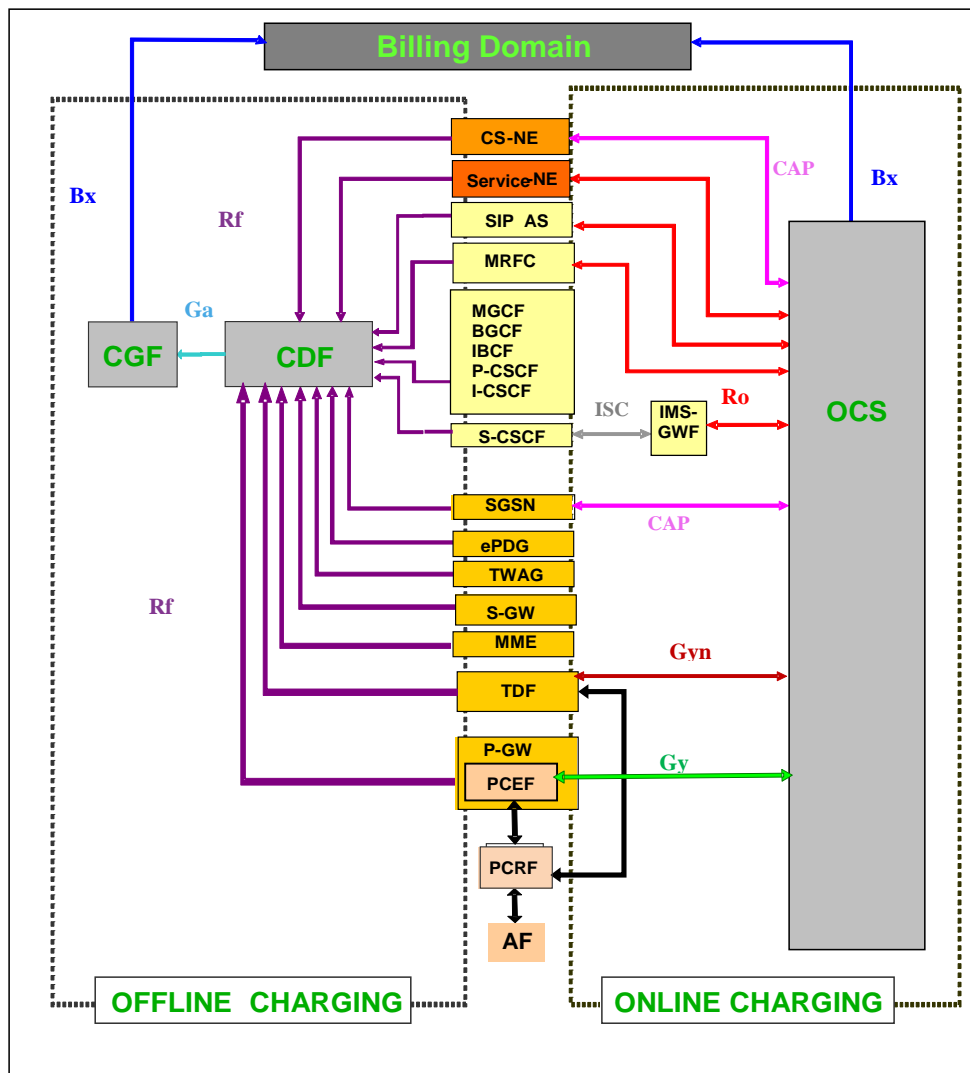 Billing Domain
CS-NE
CAP
Bx
Service-NE
Bx
Rf
SIP AS
MRFC
Ga
MGCF
BGCF
IBCF
P-CSCF
I-CSCF
CGF
CDF
OCS
ISC
IMS-
GWF
Ro
S-CSCF
SGSN
CAP
ePDG
TWAG
Rf
S-GW
MME
Gyn
TDF
P-GW
PCEF
Gy
PCRF
AF
OFFLINE CHARGING
ONLINE CHARGING